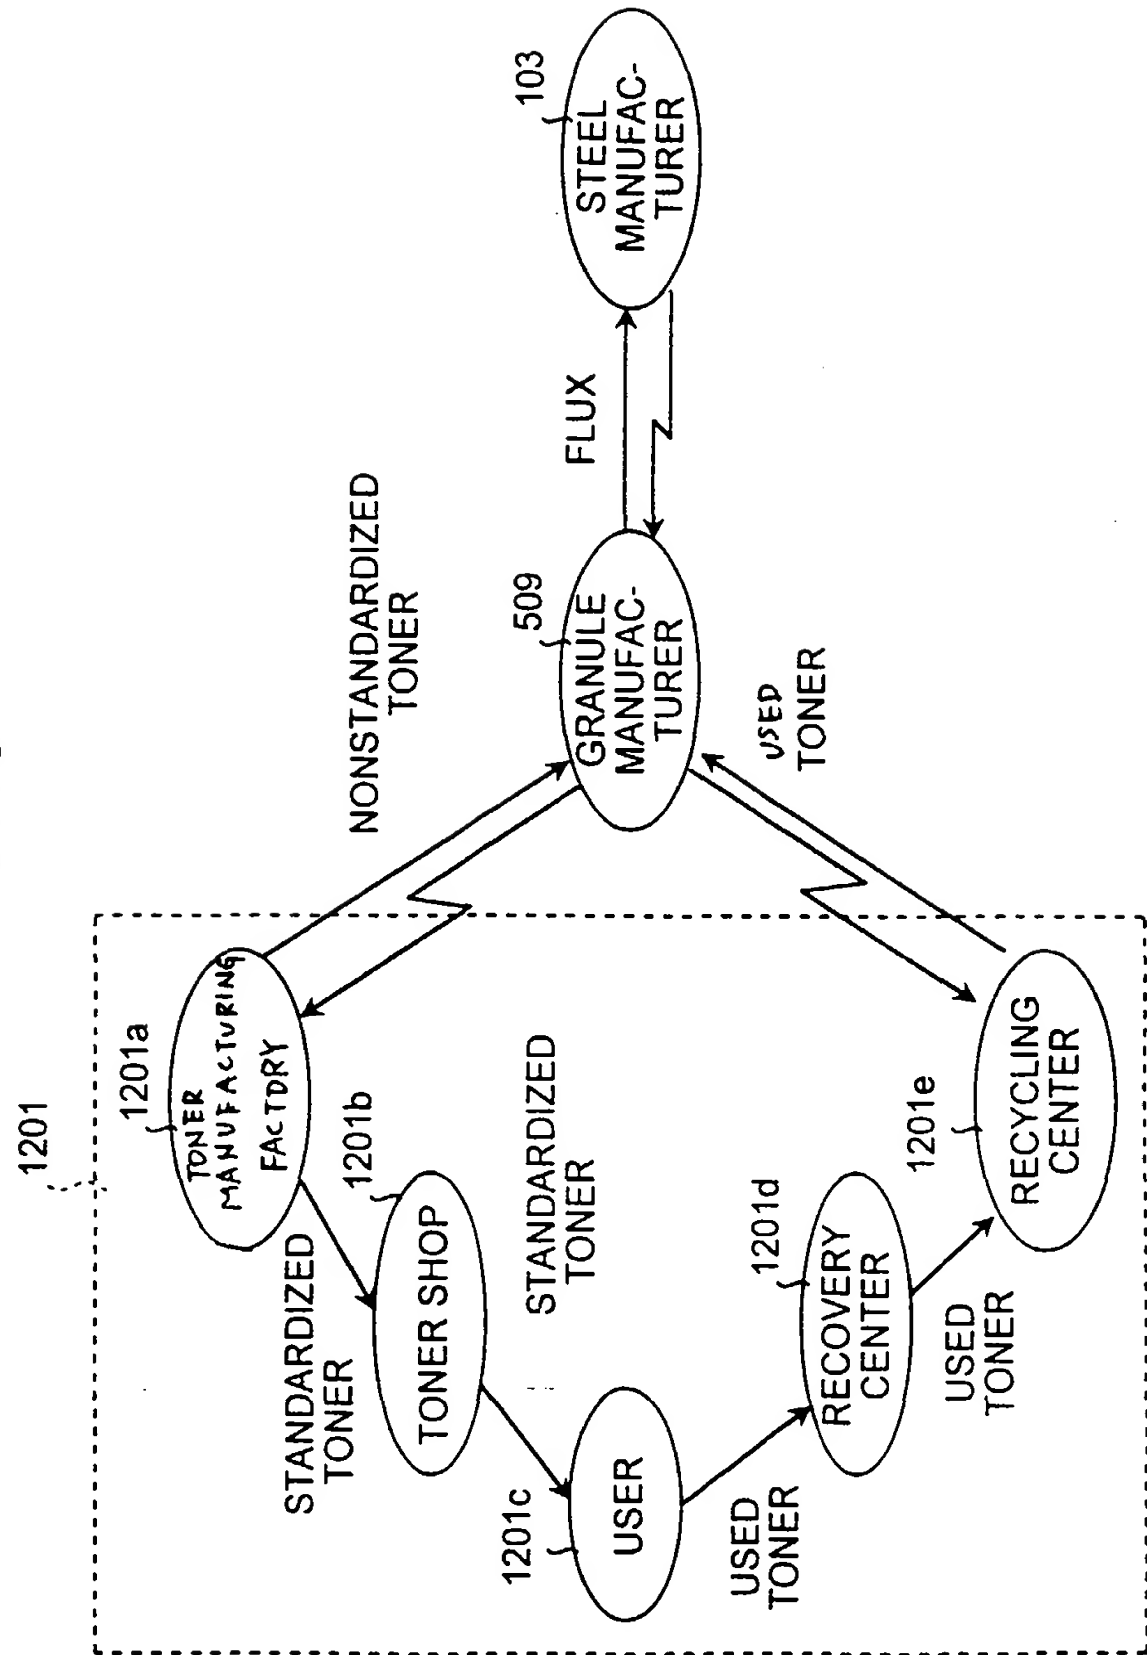 1201
1201a
TONER
MANUFACTURING
FACTORY
STANDARDIZED
TONER
1201b
TONER SHOP
STANDARDIZED
TONER
1201c
USER
USED
TONER
1201d
RECOVERY
CENTER
USED
TONER
1201e
RECYCLING
CENTER
NONSTANDARDIZED
TONER
509
GRANULE
MANUFAC-
TURER
USED
TONER
FLUX
103
STEEL
MANUFAC-
TURER